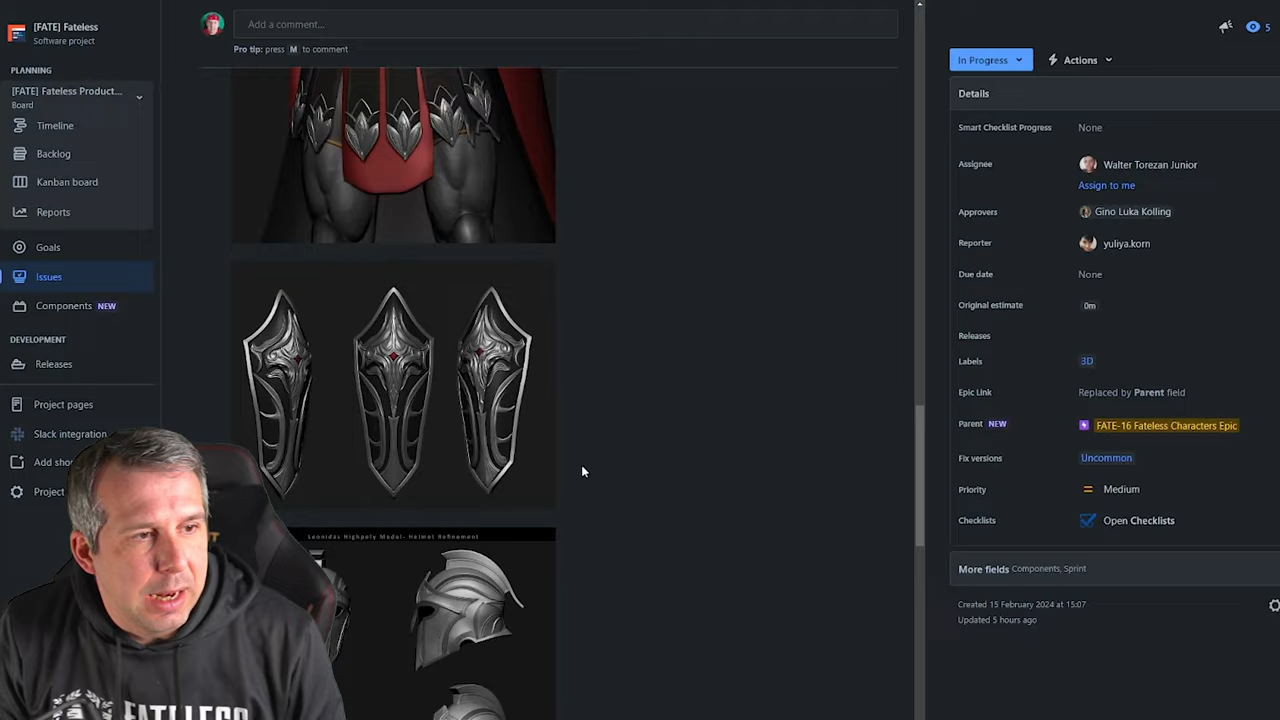 [FATE] Fateless
Software project
PLANNING
[FATE] Fateless Product...
Board
Timeline
Backlog
Kanban board
Reports
Goals
Issues
Components NEW
DEVELOPMENT
Releases
Project pages
Slack integration
Add sho
Project
Add a comment...
Pro tip: press M to comment
Leonidas Highpoly Model- Helmet Refinement
5
In Progress
Actions
Details
Smart Checklist Progress None
Assignee Walter Torezan Junior
Assign to me
Approvers Gino Luka Kolling
Reporter yuliya.korn
Due date None
Original estimate 0m
Releases
Labels 3D
Epic Link Replaced by Parent field
Parent NEW FATE-16 Fateless Characters Epic
Fix versions Uncommon
Priority Medium
Checklists Open Checklists
More fields Components, Sprint
Created 15 February 2024 at 15:07
Updated 5 hours ago
FATELESS